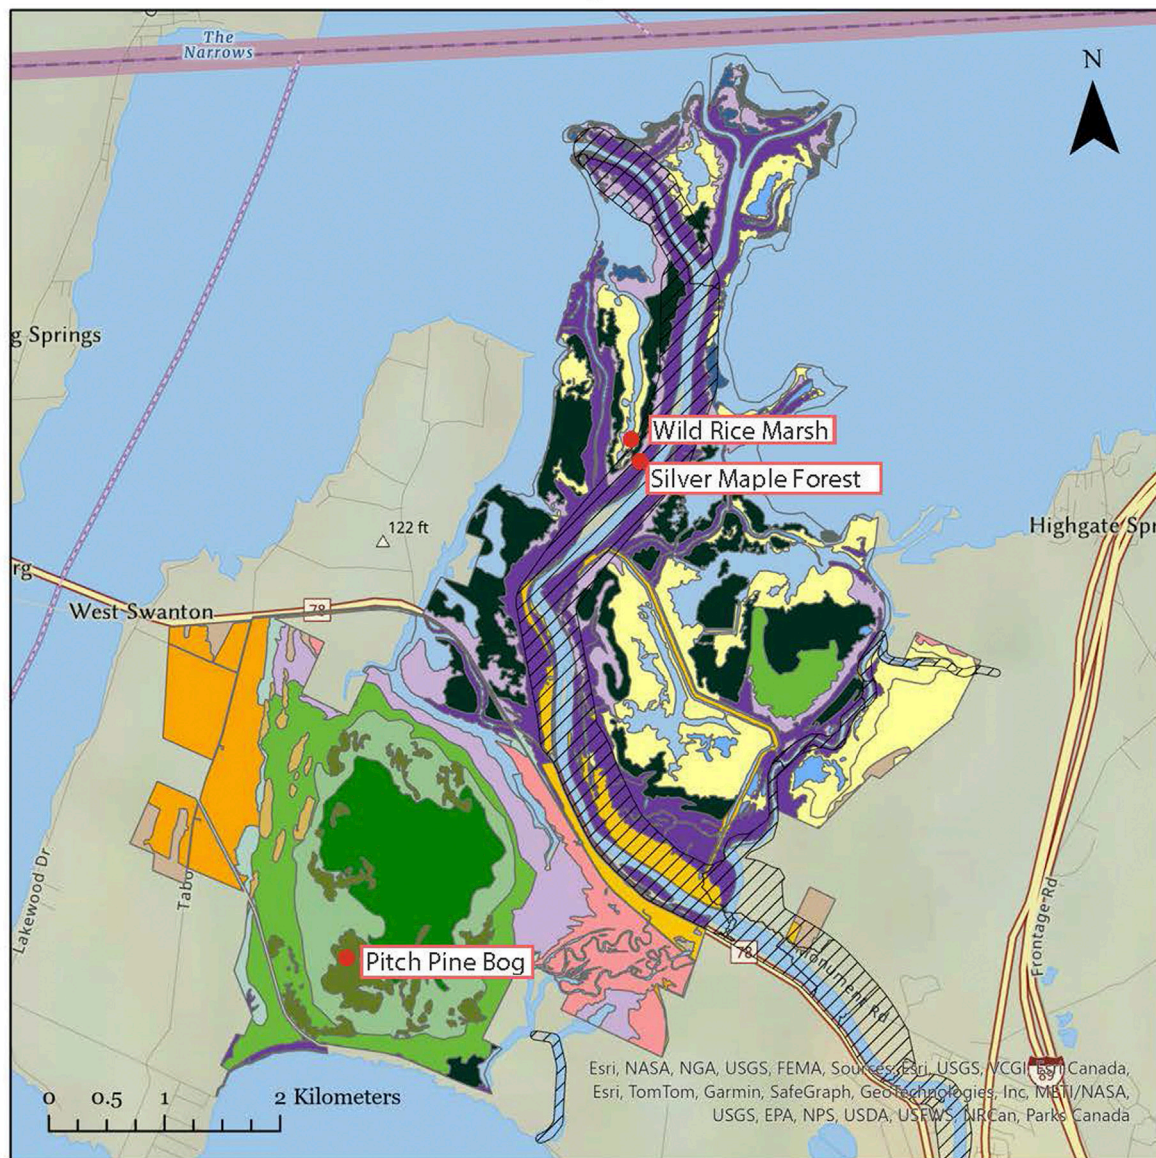 The
Narrows
N
g Springs
Wild Rice Marsh
Silver Maple Forest
122 ft
Highgate Spr
rg
West Swanton
78
Lakewood Dr
Tabo
Frontage Rd
78
Monument Rd
Pitch Pine Bog
89
0 0.5 1 2 Kilometers
Esri, NASA, NGA, USGS, FEMA, Sources: Esri, USGS, VCGI, Esri Canada,
Esri, TomTom, Garmin, SafeGraph, GeoTechnologies, Inc, METI/NASA,
USGS, EPA, NPS, USDA, USFWS, NRCan, Parks Canada